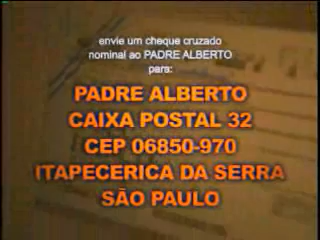 envie um cheque cruzado
nominal ao PADRE ALBERTO
para:
PADRE ALBERTO
CAIXA POSTAL 32
CEP 06850-970
ITAPECERICA DA SERRA
SÃO PAULO